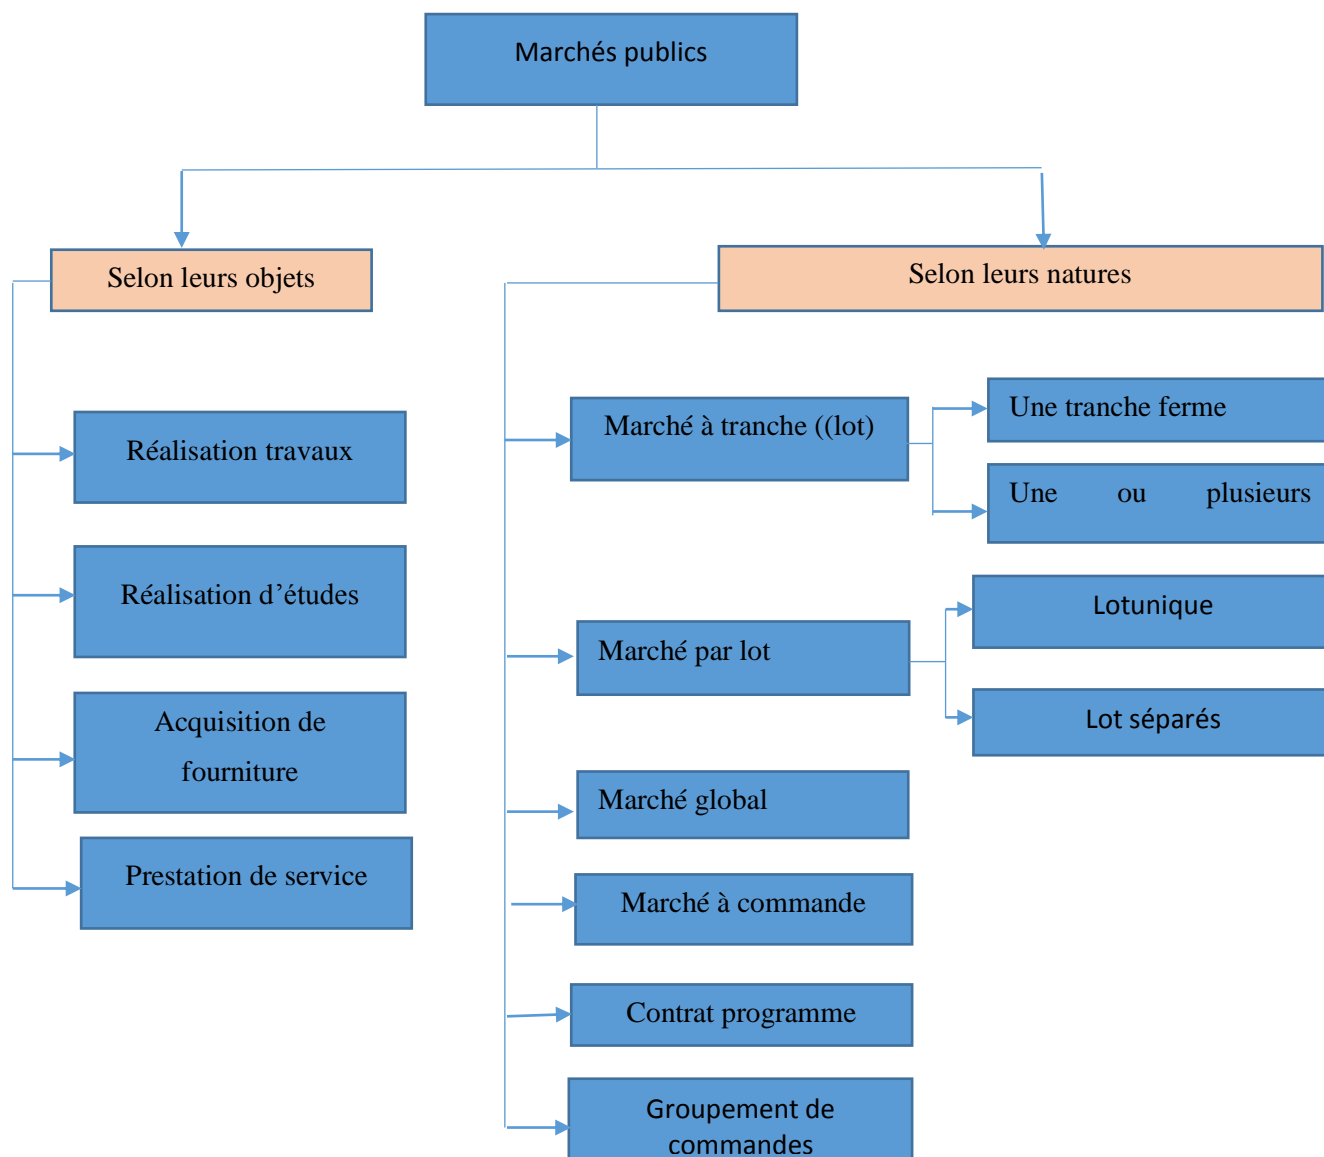 Marchés publics
Selon leurs objets
Réalisation travaux
Réalisation d’études
Acquisition de
fourniture
Prestation de service
Selon leurs natures
Marché à tranche ((lot)
Une tranche ferme
Une ou plusieurs
Marché par lot
Lotunique
Lot séparés
Marché global
Marché à commande
Contrat programme
Groupement de
commandes